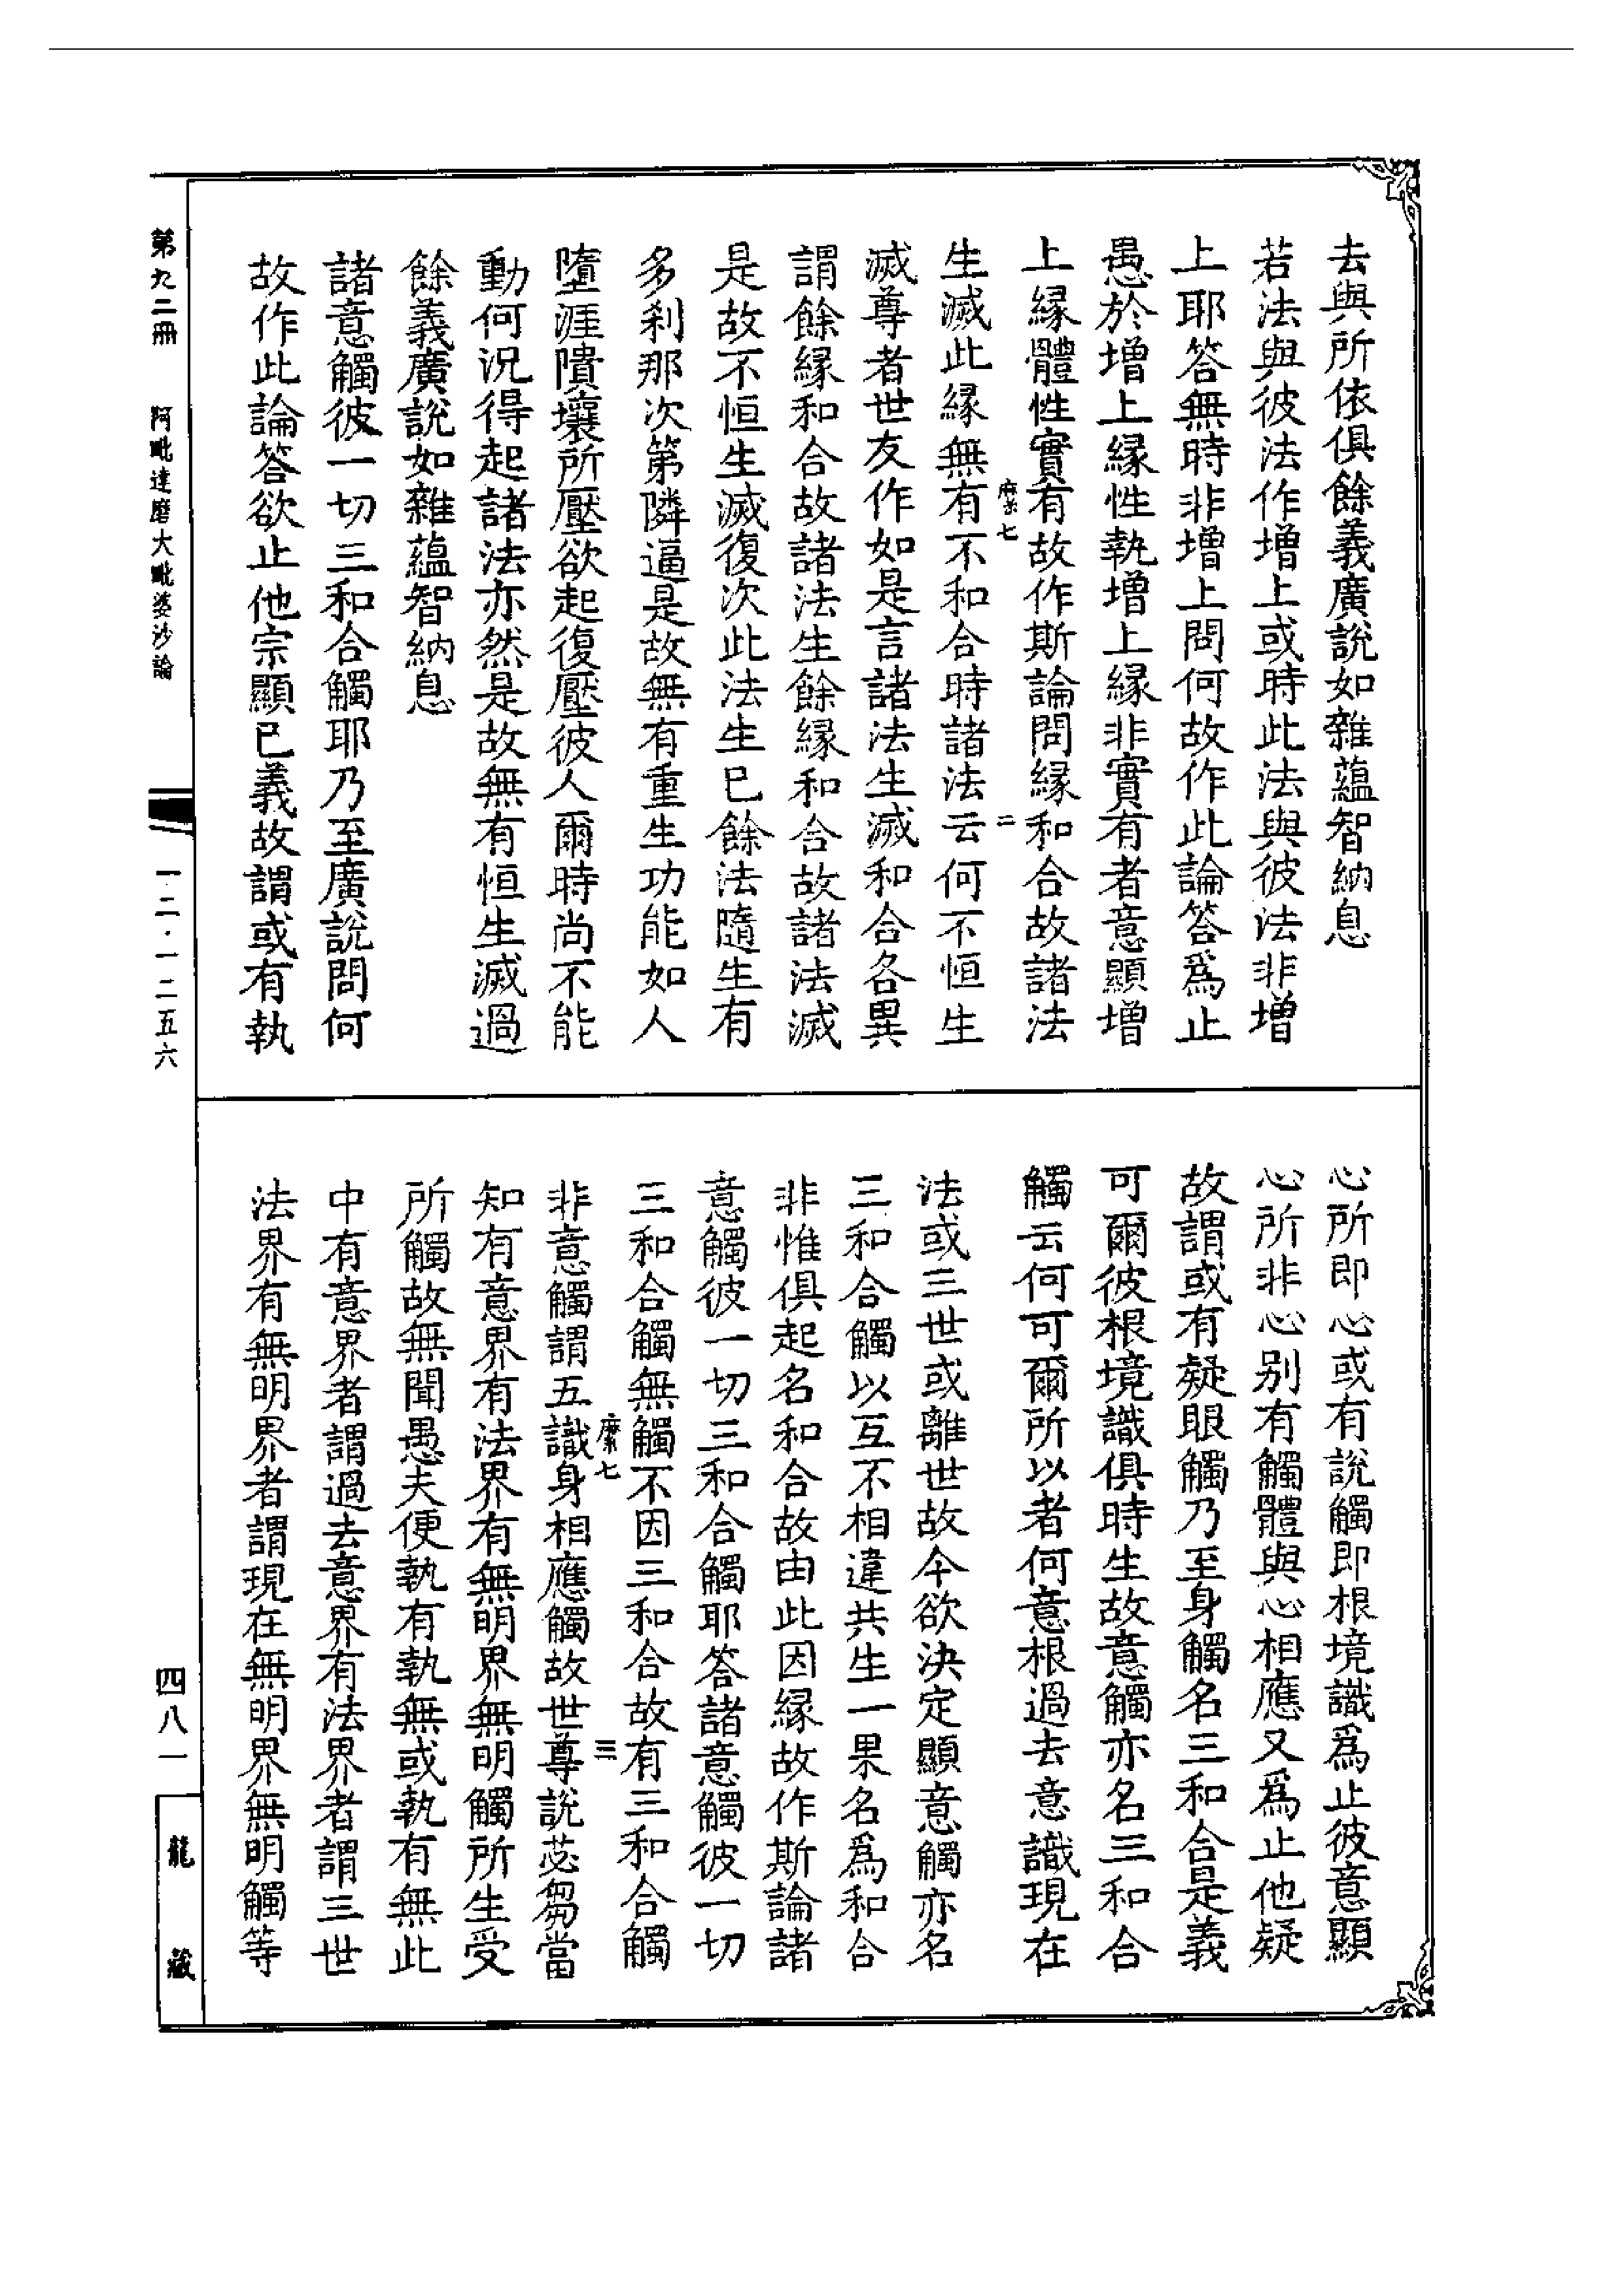 去與所依俱餘義廣說如雜蘊智納息
若法與彼法作增上或時此法與彼法非增
上耶答無時非增上問何故作此論答爲止
愚於增上緣性執增上緣非實有者意顯增
上緣體性實有故作斯論問緣和合故諸法
糜七
二
生滅此緣無有不和合時諸法云何不恒生
滅尊者世友作如是言諸法生滅和合各異
謂餘緣和合故諸法生餘緣和合故諸法滅
是故不恒生滅復次此法生已餘法隨生有
多刹那次第隣逼是故無有重生功能如人
墮涯隤壞所壓欲起復壓彼人爾時尚不能
動何況得起諸法亦然是故無有恒生滅過
餘義廣說如雜蘊智納息
諸意觸彼一切三和合觸耶乃至廣說問何
故作此論答欲止他宗顯已義故謂或有執
心所即心或有說觸即根境識爲止彼意顯
心所非心別有觸體與心相應又爲止他疑
故謂或有疑眼觸乃至身觸名三和合是義
可爾彼根境識俱時生故意觸亦名三和合
觸云何可爾所以者何意根過去意識現在
法或三世或離世故今欲決定顯意觸亦名
三和合觸以互不相違共生一果名爲和合
非惟俱起名和合故由此因緣故作斯論諸
意觸彼一切三和合觸耶答諸意觸彼一切
三和合觸無觸不因三和合故有三和合觸
糜七
三
非意觸謂五識身相應觸故世尊說苾芻當
知有意界有法界有無明界無明觸所生受
所觸故無聞愚夫便執有執無或執有無此
中有意界者謂過去意界有法界者謂三世
法界有無明界者謂現在無明界無明觸等
第九二冊　阿毗達磨大毗婆沙論
一二·一二五六
四八一
龍藏